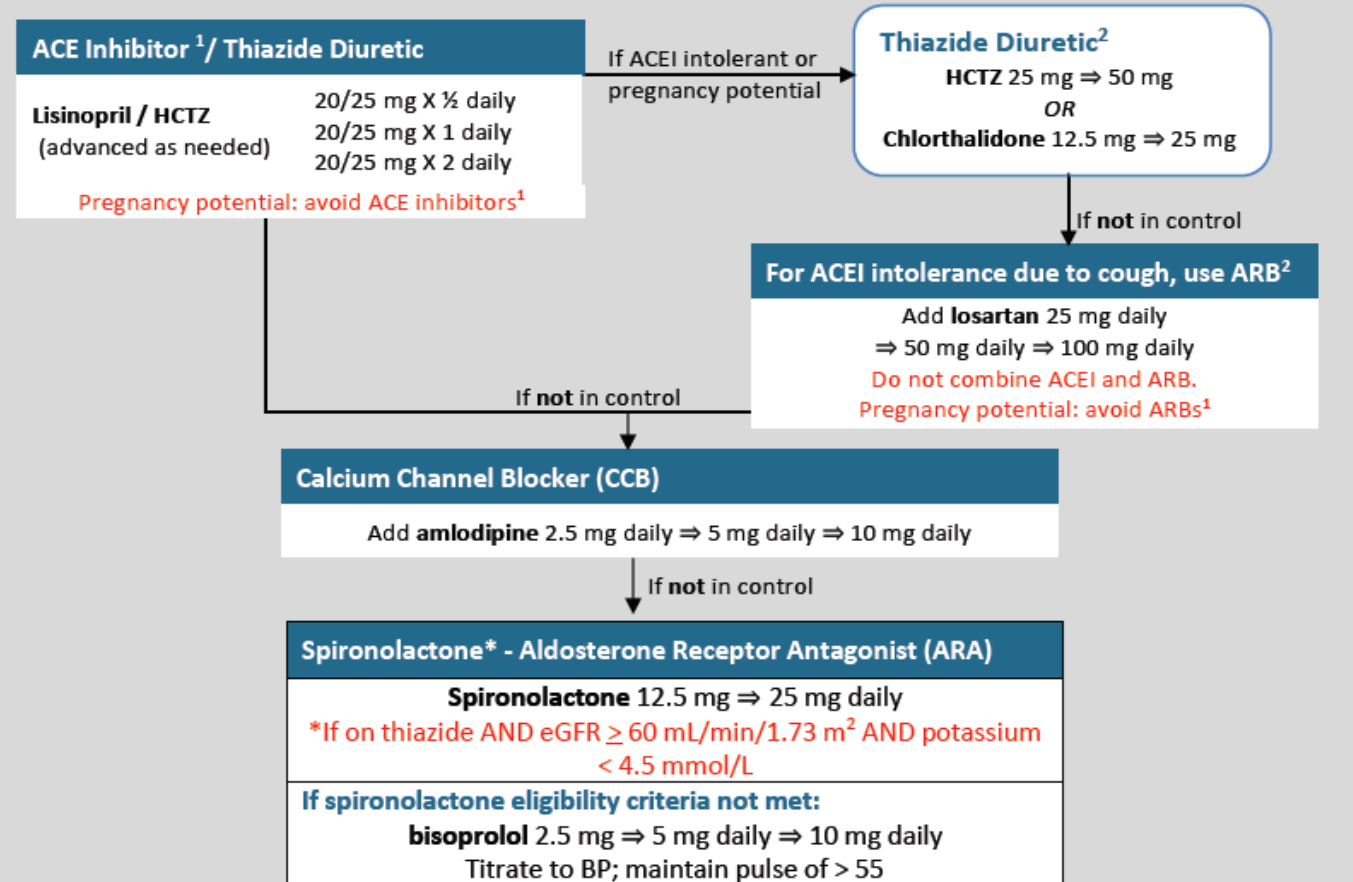 ACE Inhibitor ¹/ Thiazide Diuretic
Lisinopril / HCTZ
(advanced as needed)
20/25 mg X ½ daily
20/25 mg X 1 daily
20/25 mg X 2 daily
Pregnancy potential: avoid ACE inhibitors¹
If ACEI intolerant or
pregnancy potential
Thiazide Diuretic²
HCTZ 25 mg ⇒ 50 mg
OR
Chlorthalidone 12.5 mg ⇒ 25 mg
If not in control
For ACEI intolerance due to cough, use ARB²
Add losartan 25 mg daily
⇒ 50 mg daily ⇒ 100 mg daily
Do not combine ACEI and ARB.
Pregnancy potential: avoid ARBs¹
If not in control
Calcium Channel Blocker (CCB)
Add amlodipine 2.5 mg daily ⇒ 5 mg daily ⇒ 10 mg daily
If not in control
Spironolactone* - Aldosterone Receptor Antagonist (ARA)
Spironolactone 12.5 mg ⇒ 25 mg daily
*If on thiazide AND eGFR ≥ 60 mL/min/1.73 m² AND potassium
< 4.5 mmol/L
If spironolactone eligibility criteria not met:
bisoprolol 2.5 mg ⇒ 5 mg daily ⇒ 10 mg daily
Titrate to BP; maintain pulse of > 55